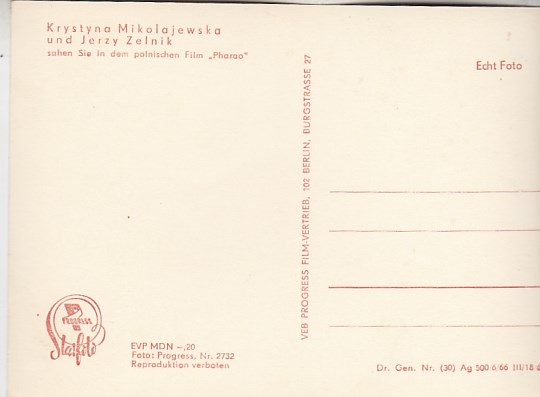 Krystyna Mikolajewska
und Jerzy Zelnik
sahen Sie in dem polnischen Film „Pharao"
Echt Foto
VEB PROGRESS FILM-VERTRIEB, 102 BERLIN, BURGSTRASSE 27
Progress
Starfoto
EVP MDN –,20
Foto: Progress, Nr. 2732
Reproduktion verboten
Dr. Gen. Nr. (30) Ag 500 6/66 III/18